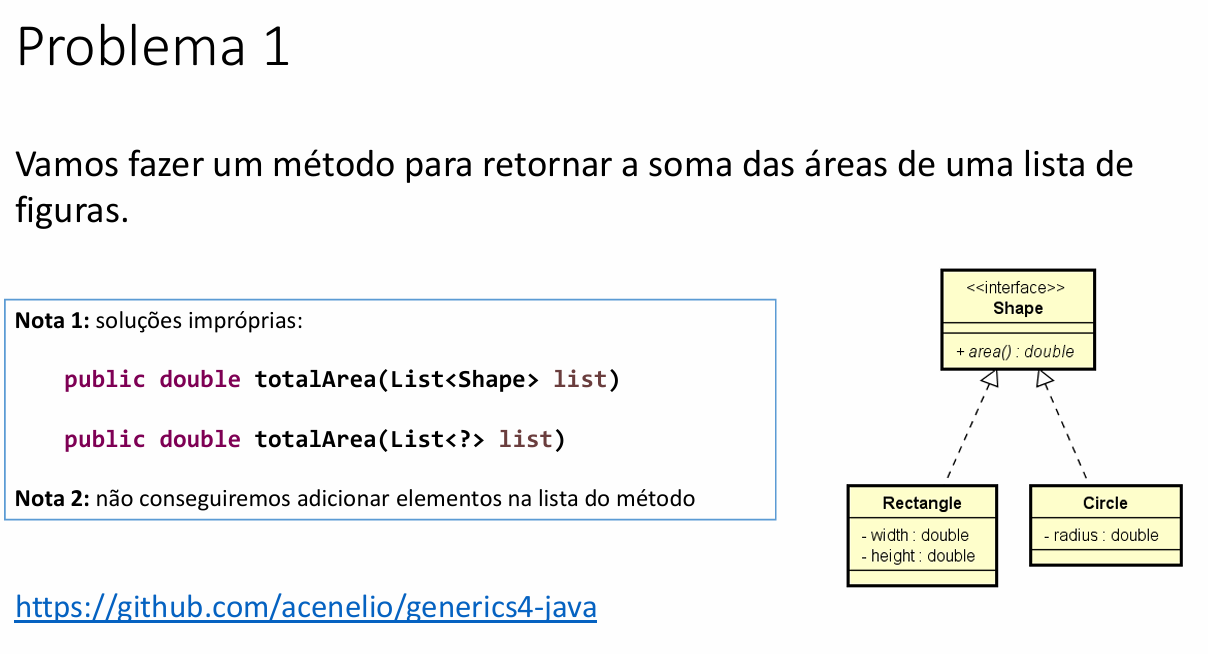 Problema 1
Vamos fazer um método para retornar a soma das áreas de uma lista de
figuras.
Nota 1: soluções impróprias:
public double totalArea(List<Shape> list)
public double totalArea(List<?> list)
Nota 2: não conseguiremos adicionar elementos na lista do método
<<interface>>
Shape
+ area() : double
Rectangle
- width : double
- height : double
Circle
- radius : double
https://github.com/acenelio/generics4-java